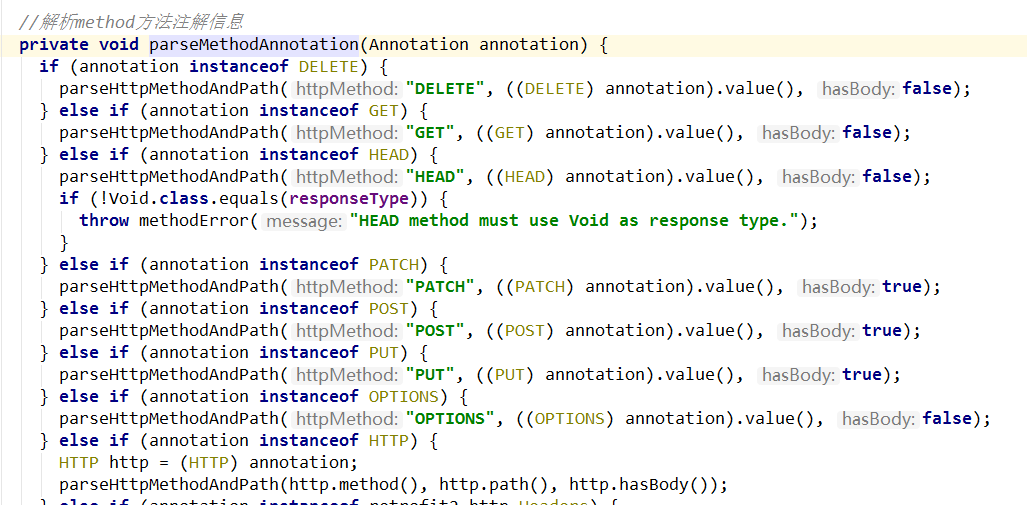 //解析method方法注解信息
private void parseMethodAnnotation(Annotation annotation) {
if (annotation instanceof DELETE) {
parseHttpMethodAndPath( httpMethod: "DELETE", ((DELETE) annotation).value(), hasBody: false);
} else if (annotation instanceof GET) {
parseHttpMethodAndPath( httpMethod: "GET", ((GET) annotation).value(), hasBody: false);
} else if (annotation instanceof HEAD) {
parseHttpMethodAndPath( httpMethod: "HEAD", ((HEAD) annotation).value(), hasBody: false);
if (!Void.class.equals(responseType)) {
throw methodError( message: "HEAD method must use Void as response type.");
}
} else if (annotation instanceof PATCH) {
parseHttpMethodAndPath( httpMethod: "PATCH", ((PATCH) annotation).value(), hasBody: true);
} else if (annotation instanceof POST) {
parseHttpMethodAndPath( httpMethod: "POST", ((POST) annotation).value(), hasBody: true);
} else if (annotation instanceof PUT) {
parseHttpMethodAndPath( httpMethod: "PUT", ((PUT) annotation).value(), hasBody: true);
} else if (annotation instanceof OPTIONS) {
parseHttpMethodAndPath( httpMethod: "OPTIONS", ((OPTIONS) annotation).value(), hasBody: false);
} else if (annotation instanceof HTTP) {
HTTP http = (HTTP) annotation;
parseHttpMethodAndPath(http.method(), http.path(), http.hasBody());
} else if (annotation instanceof retrofit2.http.Headers) {